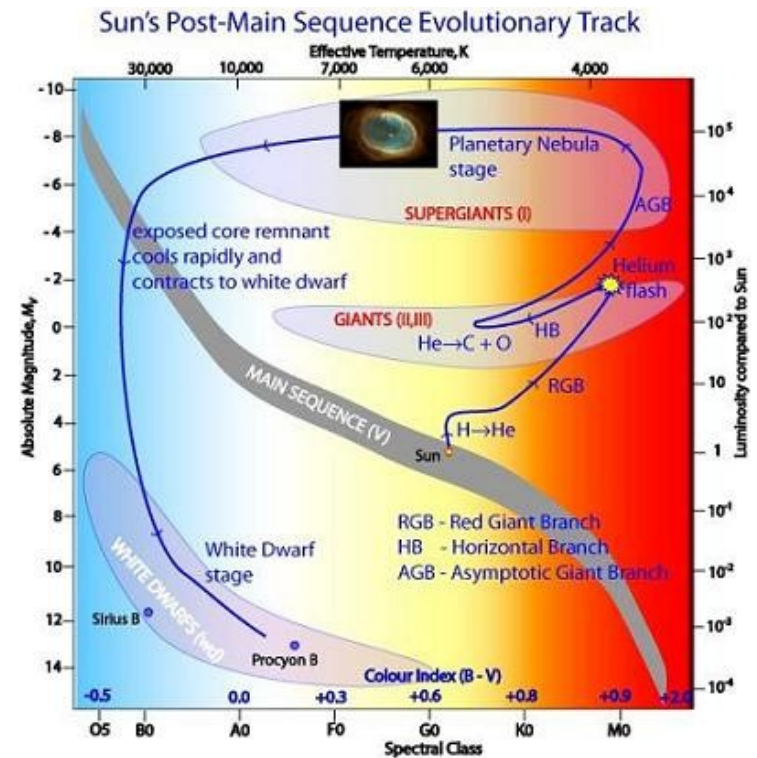 Sun's Post-Main Sequence Evolutionary Track
Effective Temperature, K
30,000 10,000 7,000 6,000 4,000
Absolute Magnitude, Mᵥ
-10
-8
-6
-4
-2
0
2
4
6
8
10
12
14
Luminosity compared to Sun
10⁵
10⁴
10³
10²
10
1
10⁻¹
10⁻²
10⁻³
10⁻⁴
Planetary Nebula
stage
SUPERGIANTS (I)
AGB
exposed core remnant
cools rapidly and
contracts to white dwarf
Helium
flash
GIANTS (II,III)
HB
He→C + O
RGB
MAIN SEQUENCE (V)
H→He
Sun
RGB - Red Giant Branch
HB - Horizontal Branch
AGB - Asymptotic Giant Branch
White Dwarf
stage
WHITE DWARFS (wd)
Sirius B
Procyon B
Colour Index (B - V)
-0.5 0.0 +0.3 +0.6 +0.8 +0.9 +2.0
O5 B0 A0 F0 G0 K0 M0
Spectral Class